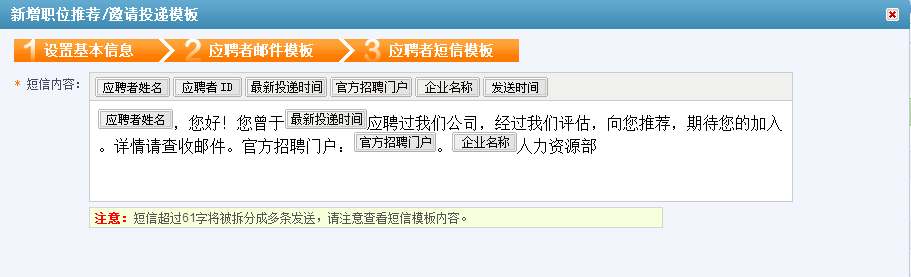 新增职位推荐/邀请投递模板
1 设置基本信息 2 应聘者邮件模板 3 应聘者短信模板
* 短信内容： 应聘者姓名 应聘者ID 最新投递时间 官方招聘门户 企业名称 发送时间
应聘者姓名，您好！您曾于最新投递时间应聘过我们公司，经过我们评估，向您推荐，期待您的加入
。详情请查收邮件。官方招聘门户：官方招聘门户。企业名称人力资源部
注意：短信超过61字将被拆分成多条发送，请注意查看短信模板内容。